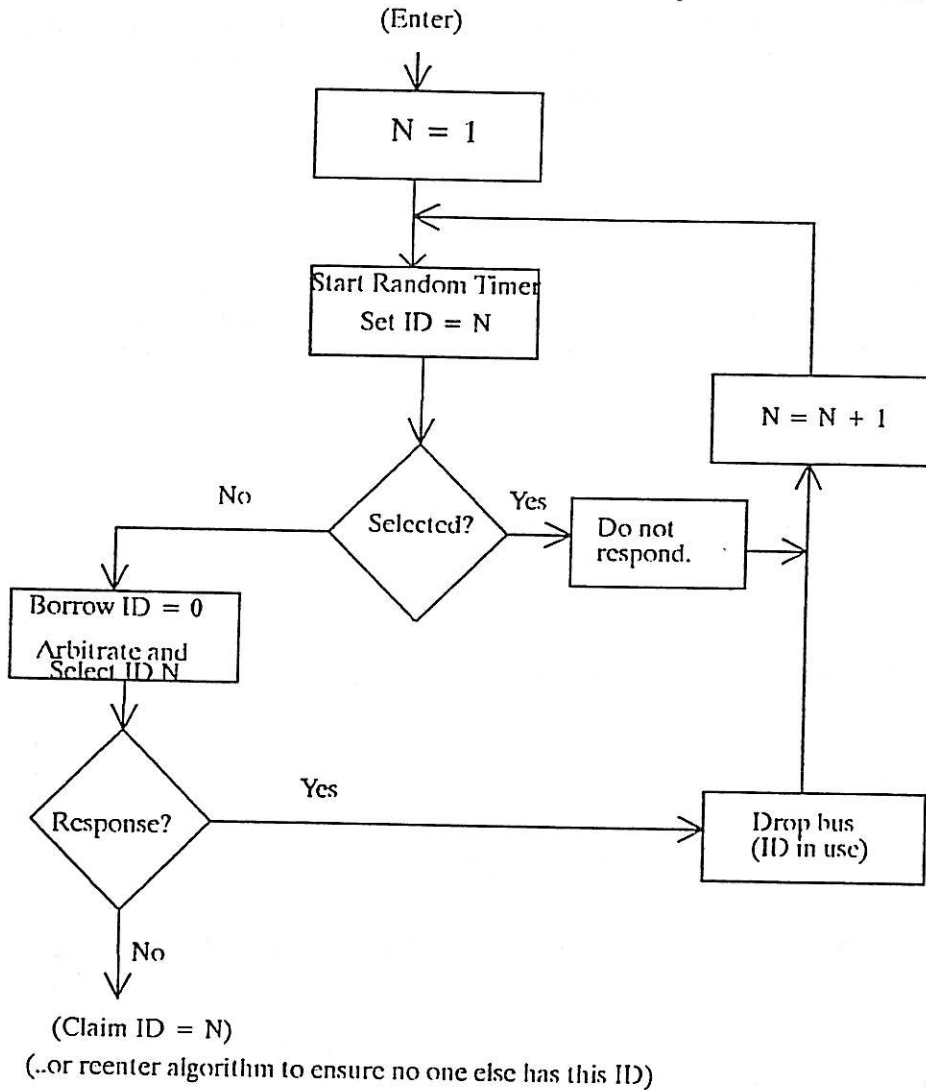 (Enter)
N = 1
Start Random Timer
Set ID = N
N = N + 1
No
Selected?
Yes
Do not
respond.
Borrow ID = 0
Arbitrate and
Select ID N
Response?
Yes
Drop bus
(ID in use)
No
(Claim ID = N)
(..or reenter algorithm to ensure no one else has this ID)